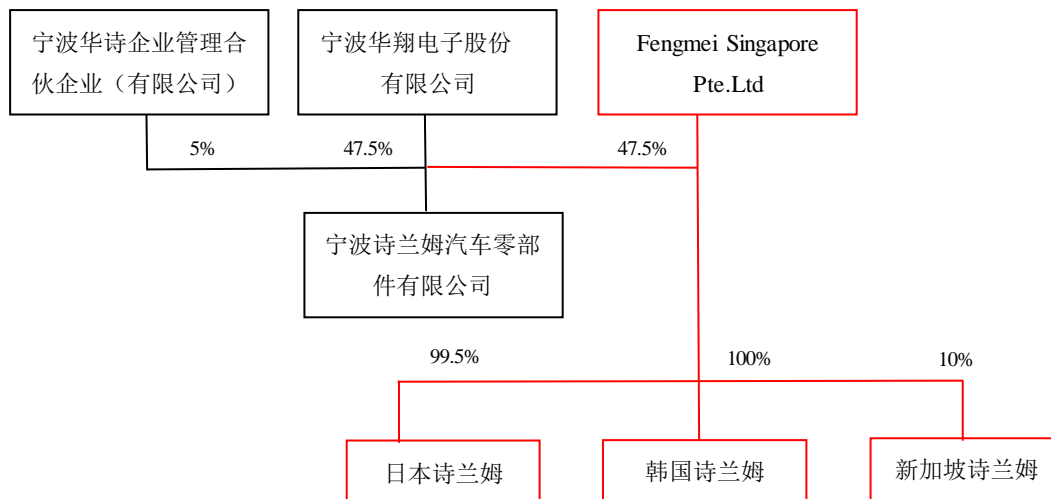 宁波华诗企业管理合
伙企业（有限公司）
宁波华翔电子股份
有限公司
Fengmei Singapore
Pte.Ltd
5%
47.5%
47.5%
宁波诗兰姆汽车零部
件有限公司
99.5%
100%
10%
日本诗兰姆
韩国诗兰姆
新加坡诗兰姆